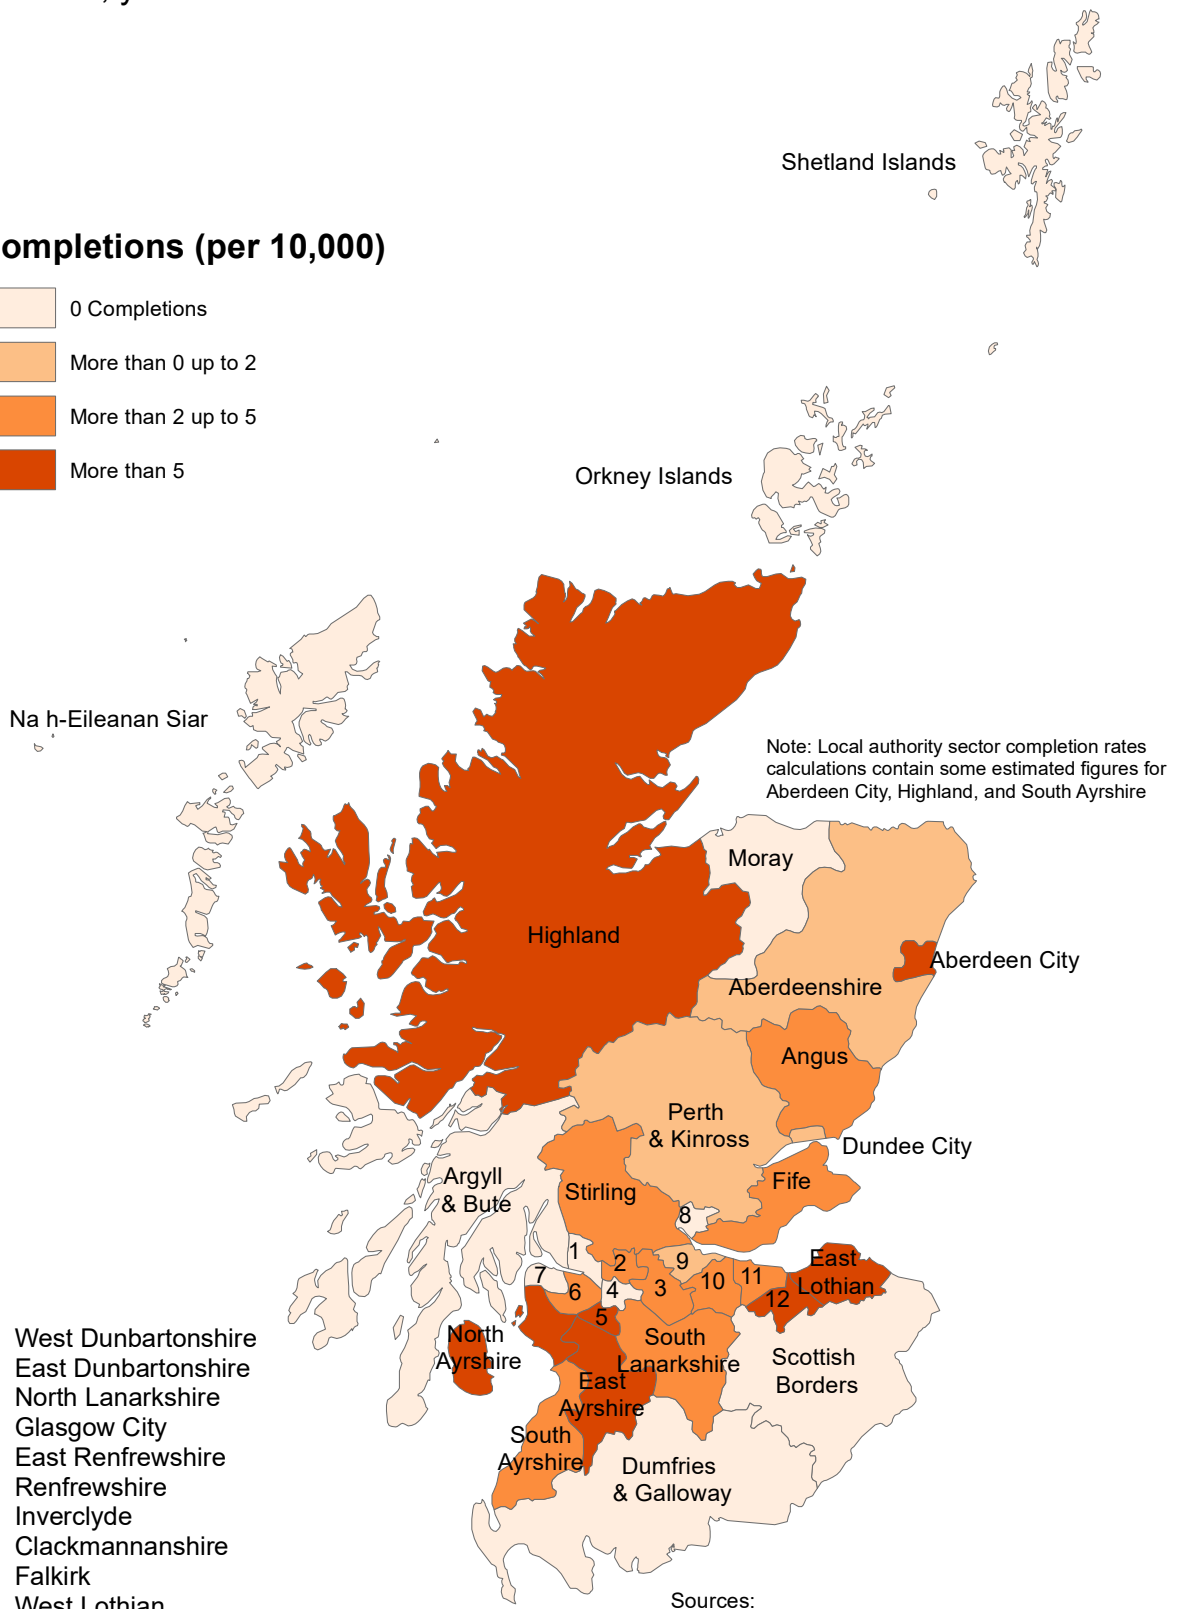 Shetland Islands
ompletions (per 10,000)
0 Completions
More than 0 up to 2
More than 2 up to 5
More than 5
Orkney Islands
Na h-Eileanan Siar
Note: Local authority sector completion rates
calculations contain some estimated figures for
Aberdeen City, Highland, and South Ayrshire
Moray
Highland
Aberdeen City
Aberdeenshire
Angus
Perth
& Kinross
Dundee City
Argyll
& Bute
Stirling
Fife
8
1
2
9
East
Lothian
7
6
4
3
10
11
12
5
North
Ayrshire
South
Lanarkshire
East
Ayrshire
Scottish
Borders
South
Ayrshire
Dumfries
& Galloway
West Dunbartonshire
East Dunbartonshire
North Lanarkshire
Glasgow City
East Renfrewshire
Renfrewshire
Inverclyde
Clackmannanshire
Falkirk
West Lothian
Sources: